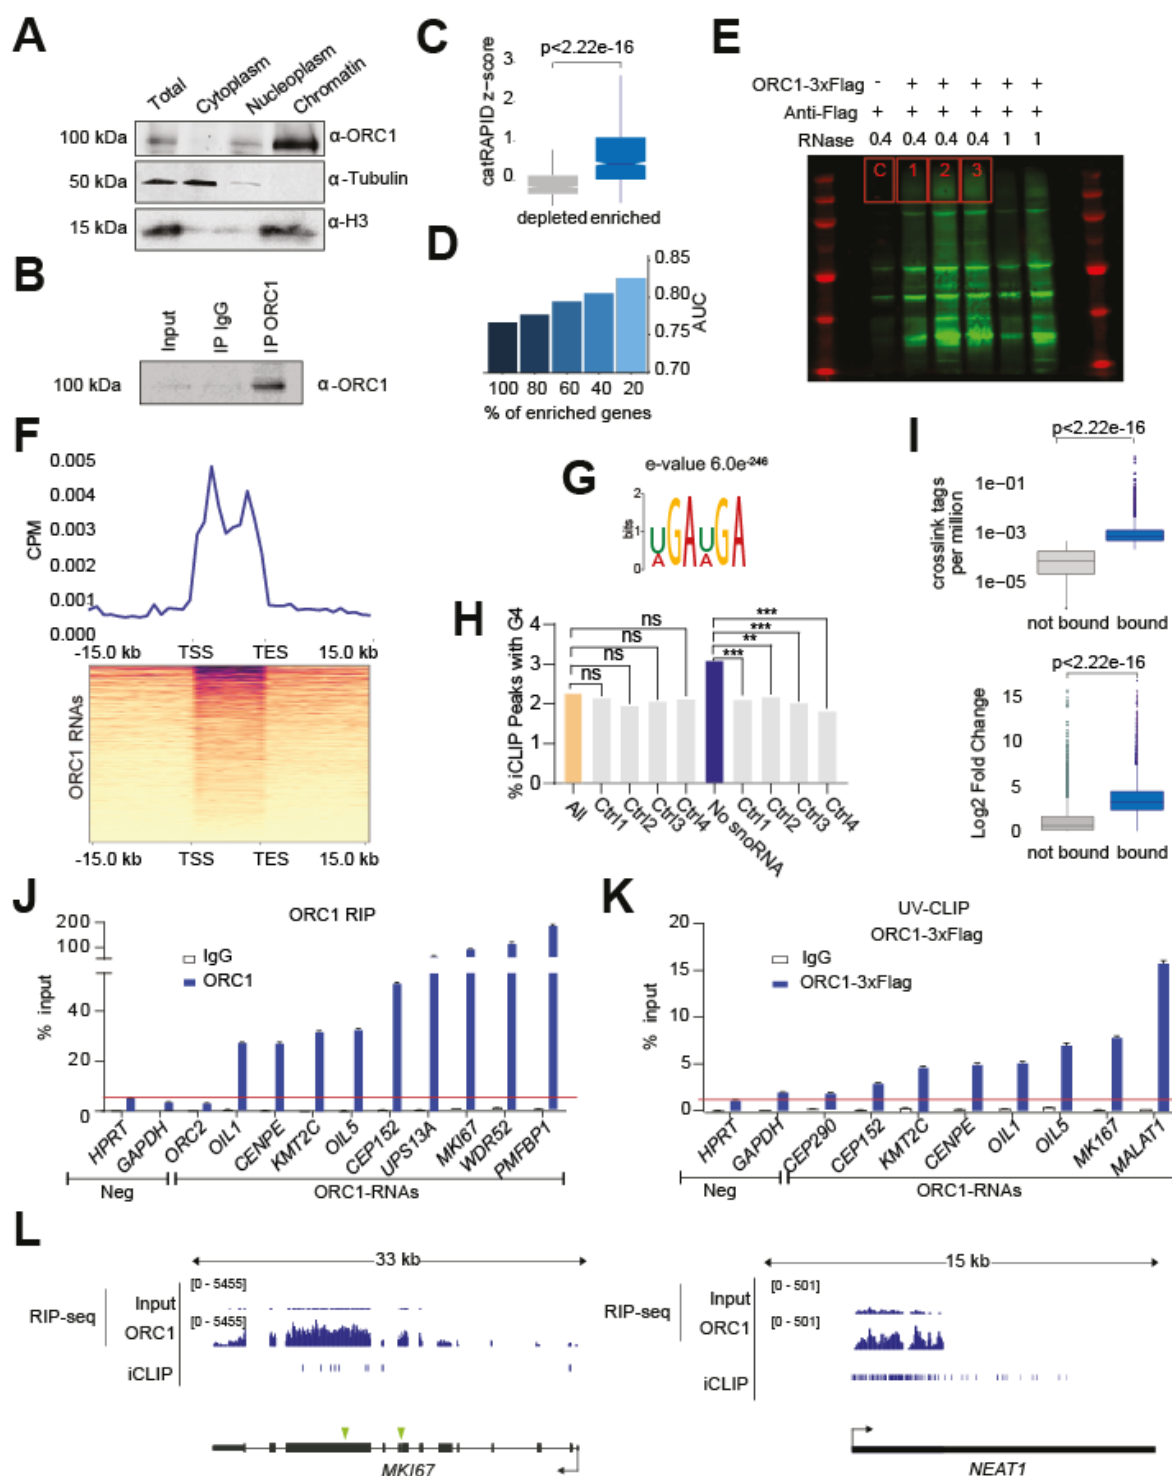 A
Total Cytoplasm Nucleoplasm Chromatin
100 kDa α-ORC1
50 kDa α-Tubulin
15 kDa α-H3
B
Input IP IgG IP ORC1
100 kDa α-ORC1
C
p<2.22e-16
catRAPID z-score
3
2
1
0
depleted enriched
D
0.85
0.80
0.75
0.70
AUC
100 80 60 40 20
% of enriched genes
E
ORC1-3xFlag - + + + + +
Anti-Flag + + + + + +
RNase 0.4 0.4 0.4 0.4 1 1
C 1 2 3
F
CPM
0.005
0.004
0.003
0.002
0.001
0.000
-15.0 kb TSS TES 15.0 kb
ORC1 RNAs
-15.0 kb TSS TES 15.0 kb
G
e-value 6.0e-246
bits
2
1
0
UGAUGA
A A
H
% iCLIP Peaks with G4
4
3
2
1
0
ns
ns
ns
ns
***
***
**
***
All Ctrl1 Ctrl2 Ctrl3 Ctrl4 No snoRNA Ctrl1 Ctrl2 Ctrl3 Ctrl4
I
p<2.22e-16
crosslink tags
per million
1e-01
1e-03
1e-05
not bound bound
p<2.22e-16
Log2 Fold Change
15
10
5
0
not bound bound
J
ORC1 RIP
IgG
ORC1
% input
200
100
40
20
0
HPRT GAPDH ORC2 OIL1 CENPE KMT2C OIL5 CEP152 UPS13A MKI67 WDR52 PMFBP1
Neg ORC1-RNAs
K
UV-CLIP
ORC1-3xFlag
IgG
ORC1-3xFlag
% input
20
15
10
5
0
HPRT GAPDH CEP290 CEP152 KMT2C CENPE OIL1 OIL5 MK167 MALAT1
Neg ORC1-RNAs
L
33 kb
[0 - 5455]
RIP-seq Input
[0 - 5455]
ORC1
iCLIP
MKI67
15 kb
[0 - 501]
RIP-seq Input
ORC1 [0 - 501]
iCLIP
NEAT1